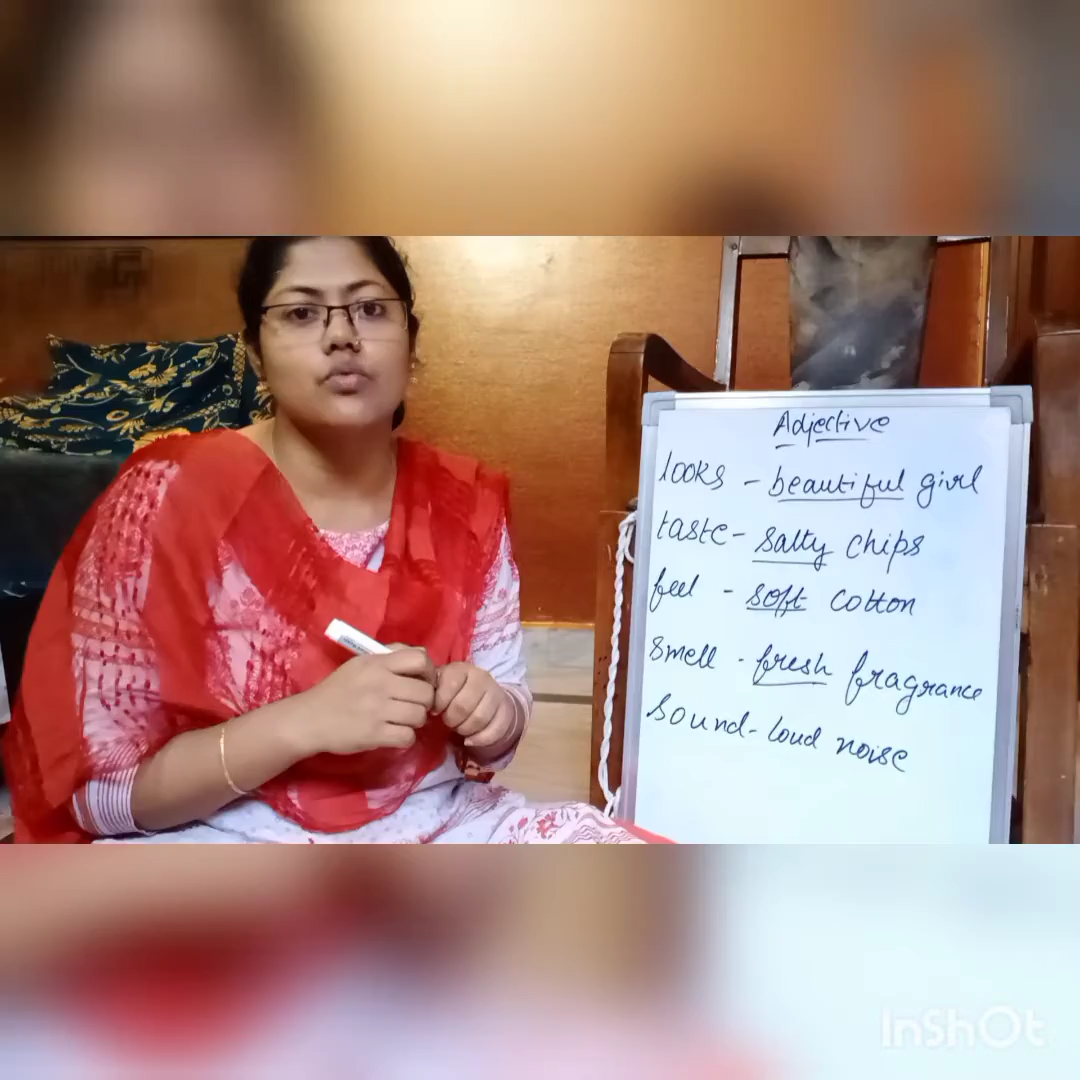 Adjective
looks - beautiful girl
taste - salty chips
feel - soft cotton
smell - fresh fragrance
sound - loud noise
InShOt